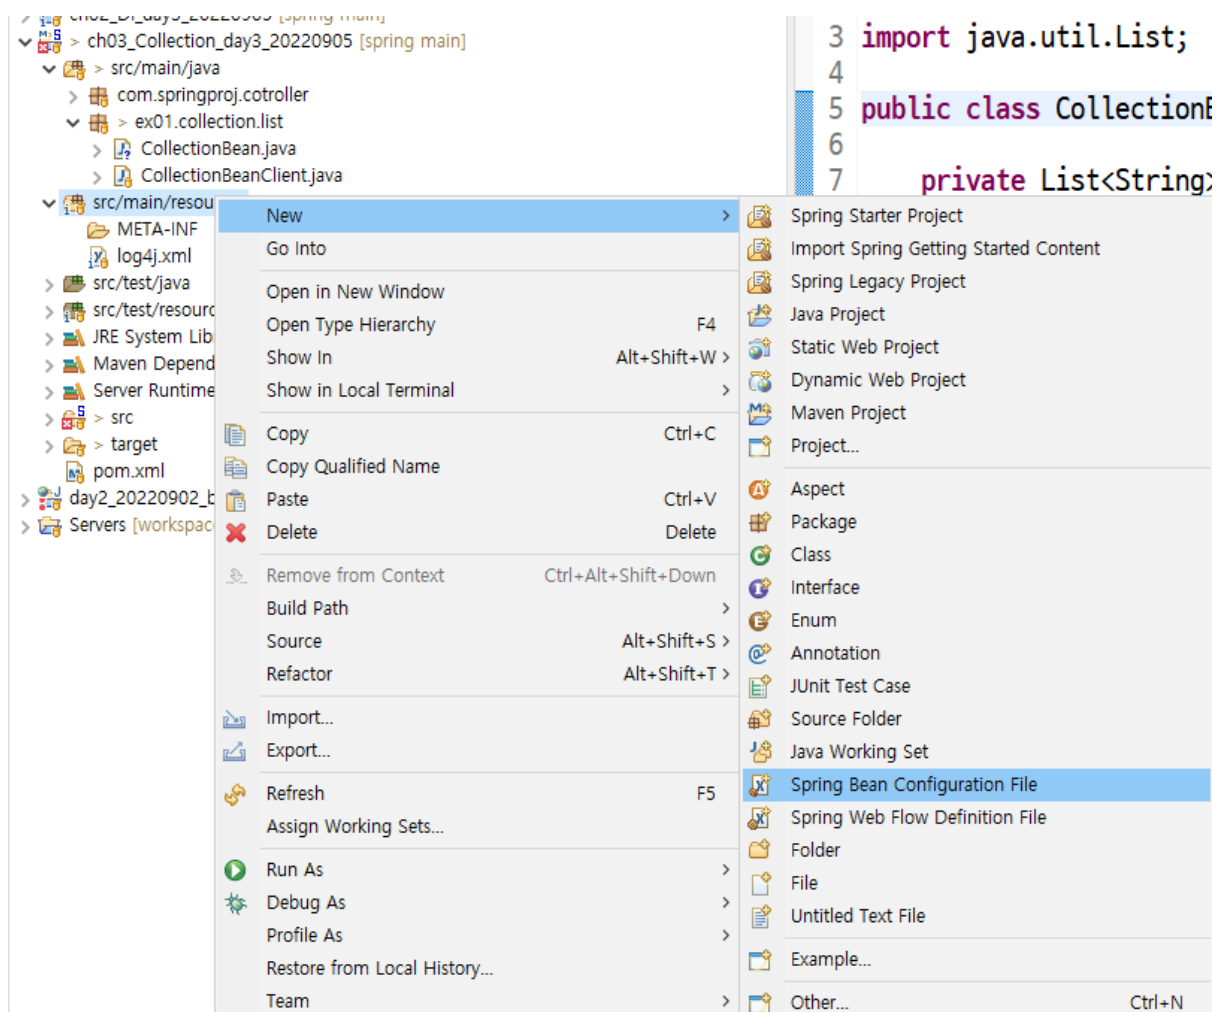 ch02_DI_day3_20220905 [spring main]
> ch03_Collection_day3_20220905 [spring main]
> src/main/java
com.springproj.cotroller
> ex01.collection.list
CollectionBean.java
CollectionBeanClient.java
src/main/resou
META-INF
log4j.xml
src/test/java
src/test/resourc
JRE System Lib
Maven Depend
Server Runtime
> src
> target
pom.xml
day2_20220902_b
Servers [workspac
New
Go Into
Open in New Window
Open Type Hierarchy F4
Show In Alt+Shift+W >
Show in Local Terminal
Copy Ctrl+C
Copy Qualified Name
Paste Ctrl+V
Delete Delete
Remove from Context Ctrl+Alt+Shift+Down
Build Path
Source Alt+Shift+S >
Refactor Alt+Shift+T >
Import...
Export...
Refresh F5
Assign Working Sets...
Run As
Debug As
Profile As
Restore from Local History...
Team
3 import java.util.List;
4
5 public class CollectionB
6
7 private List<String>
Spring Starter Project
Import Spring Getting Started Content
Spring Legacy Project
Java Project
Static Web Project
Dynamic Web Project
Maven Project
Project...
Aspect
Package
Class
Interface
Enum
Annotation
JUnit Test Case
Source Folder
Java Working Set
Spring Bean Configuration File
Spring Web Flow Definition File
Folder
File
Untitled Text File
Example...
Other... Ctrl+N